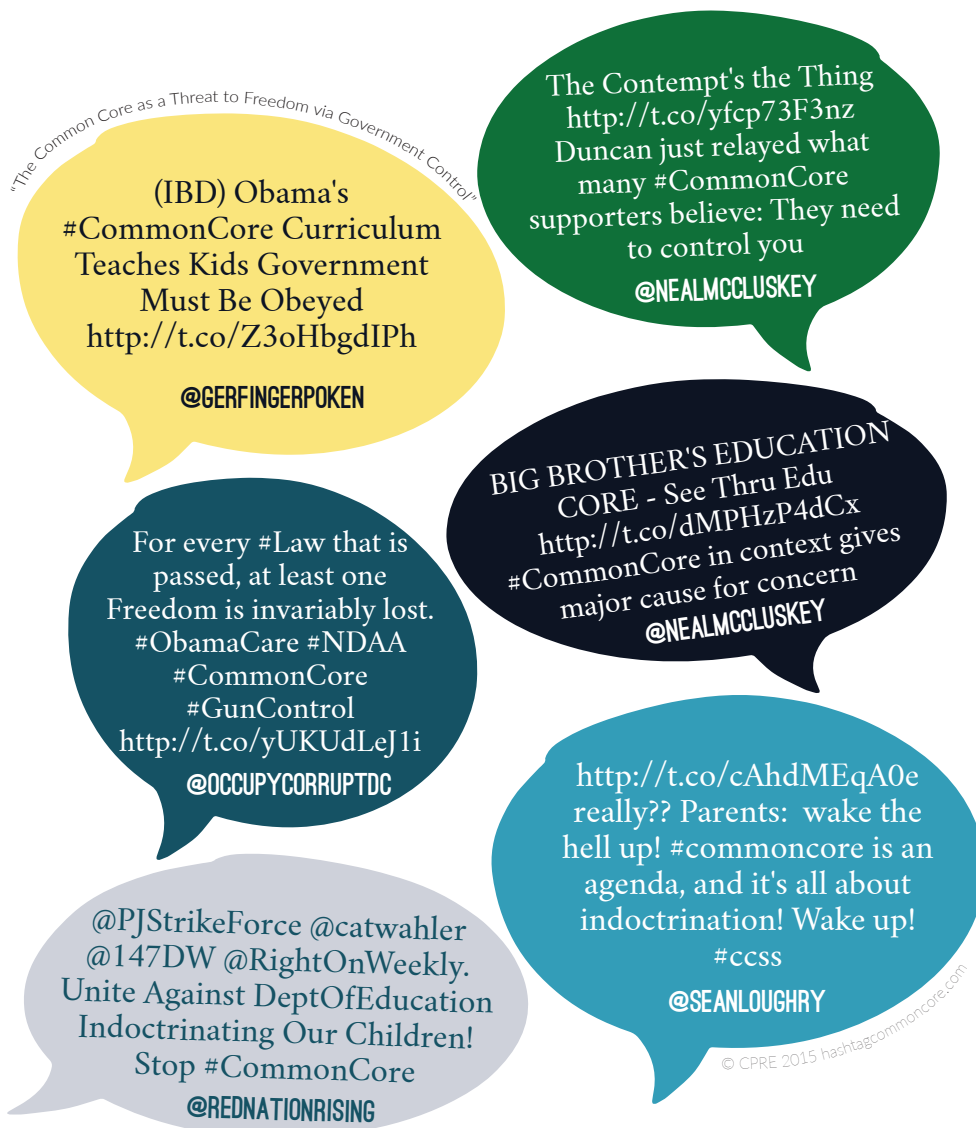 “The Common Core as a Threat to Freedom via Government Control”
(IBD) Obama's
#CommonCore Curriculum
Teaches Kids Government
Must Be Obeyed
http://t.co/Z3oHbgdIPh
@GERFINGERPOKEN
The Contempt's the Thing
http://t.co/yfcp73F3nz
Duncan just relayed what
many #CommonCore
supporters believe: They need
to control you
@NEALMCCLUSKEY
BIG BROTHER'S EDUCATION
CORE - See Thru Edu
http://t.co/dMPHzP4dCx
#CommonCore in context gives
major cause for concern
@NEALMCCLUSKEY
For every #Law that is
passed, at least one
Freedom is invariably lost.
#ObamaCare #NDAA
#CommonCore
#GunControl
http://t.co/yUKUdLeJ1i
@OCCUPYCORRUPTDC
http://t.co/cAhdMEqA0e
really?? Parents: wake the
hell up! #commoncore is an
agenda, and it's all about
indoctrination! Wake up!
#ccss
@SEANLOUGHRY
@PJStrikeForce @catwahler
@147DW @RightOnWeekly.
Unite Against DeptOfEducation
Indoctrinating Our Children!
Stop #CommonCore
@REDNATIONRISING
© CPRE 2015 hashtagcommoncore.com